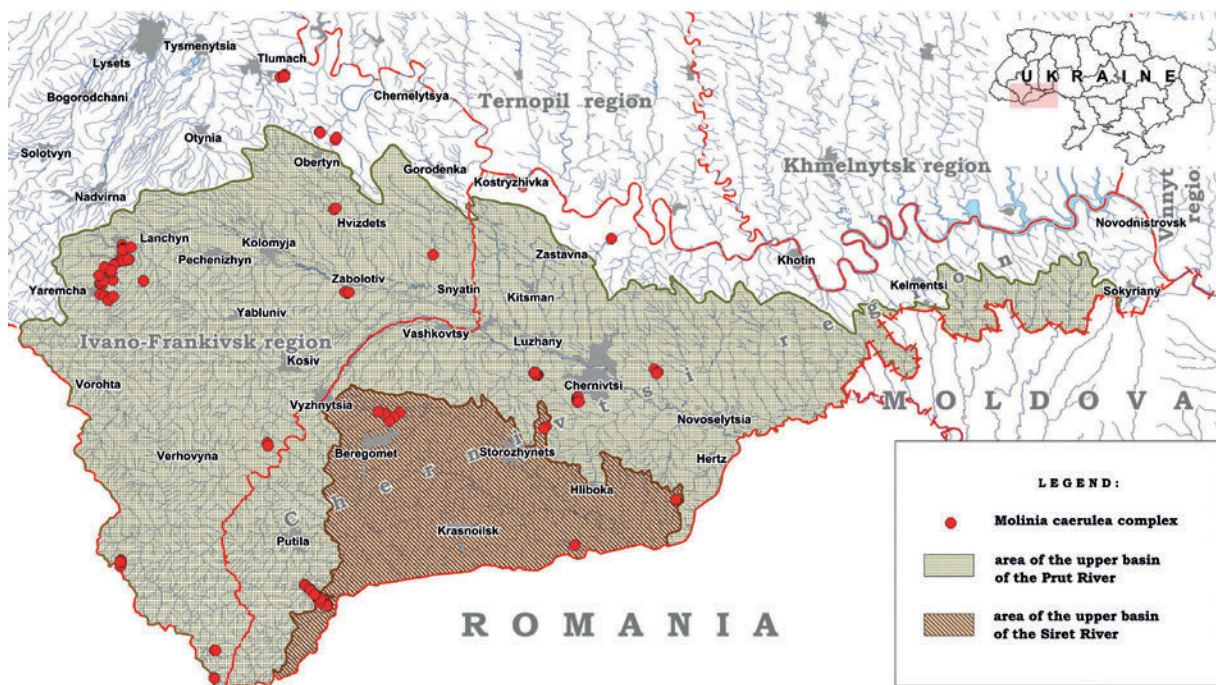 Tysmenytsia
Lysets
Tlumach
Bogorodchani
Chernelytsya
Ternopil region
UKRAINE
Otynia
Solotvyn
Obertyn
Gorodenka
Kostryzhivka
Khmelnytsk region
Vinnyt
regio
Nadvirna
Hvizdets
Novodnistrovsk
Lanchyn
Kolomyja
Pechenizhyn
Zastavna
Khotin
Kelmentsi
Sokyriany
Yaremcha
Zabolotiv
Snyatin
Kitsman
Yabluniv
Ivano-Frankivsk region
Vashkovtsy
Luzhany
Kosiv
Vorohta
Chernivtsi
Vyzhnytsia
MOLDOVA
Novoselytsia
Verhovyna
Beregomet
Storozhynets
Hertz
Hliboka
Chernivtsi region
Krasnoilsk
Putila
ROMANIA
LEGEND:
Molinia caerulea complex
area of the upper basin
of the Prut River
area of the upper basin
of the Siret River